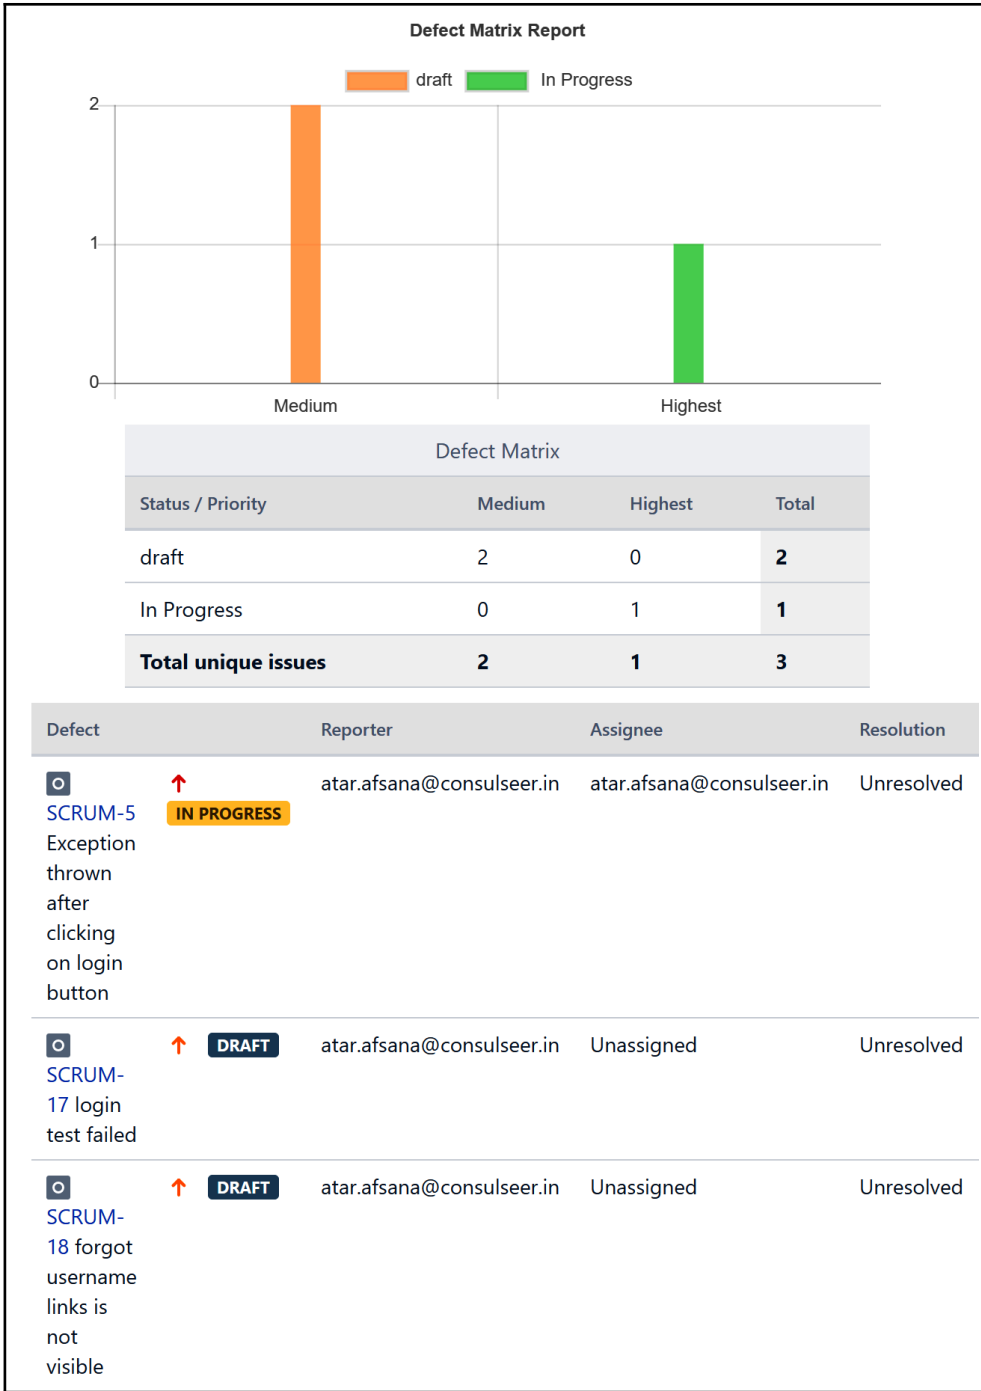 Defect Matrix Report
draft In Progress
2
1
0
Medium Highest
Defect Matrix
Status / Priority Medium Highest Total
draft 2 0 2
In Progress 0 1 1
Total unique issues 2 1 3
Defect Reporter Assignee Resolution
atar.afsana@consulseer.in atar.afsana@consulseer.in Unresolved
SCRUM-5 IN PROGRESS
Exception
thrown
after
clicking
on login
button
DRAFT atar.afsana@consulseer.in Unassigned Unresolved
SCRUM-
17 login
test failed
DRAFT atar.afsana@consulseer.in Unassigned Unresolved
SCRUM-
18 forgot
username
links is
not
visible